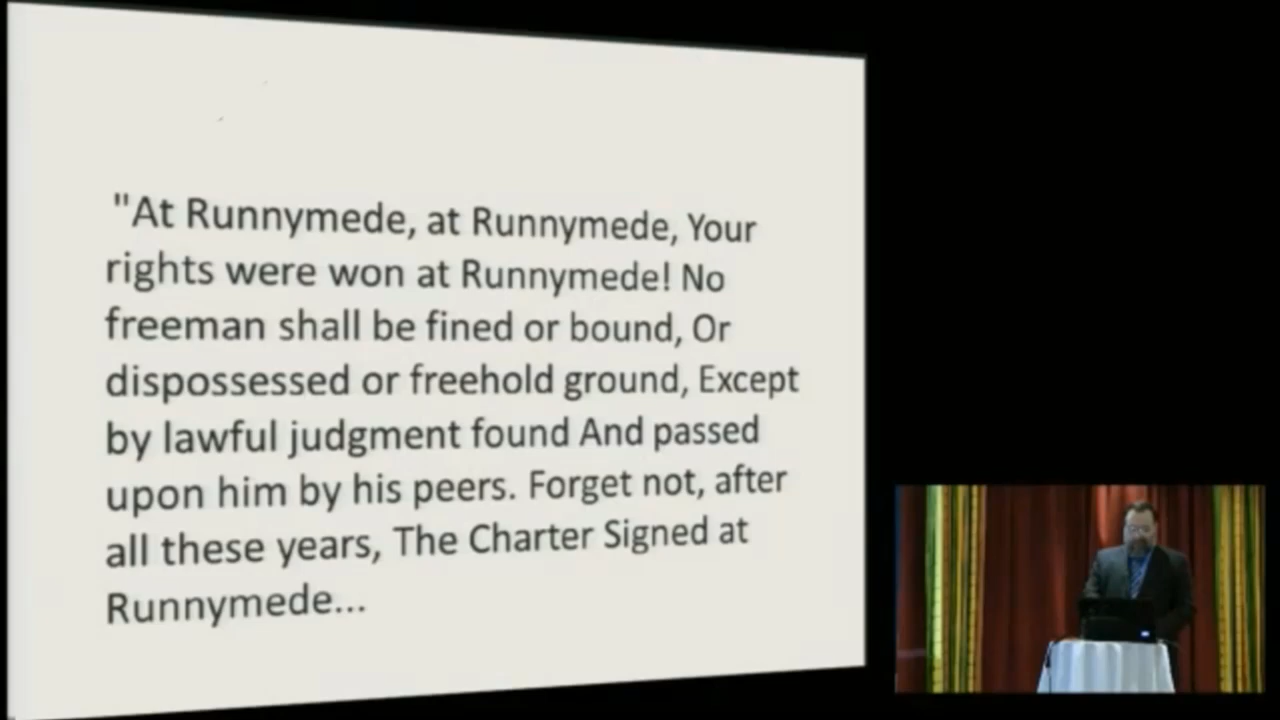 "At Runnymede, at Runnymede, Your
rights were won at Runnymede! No
freeman shall be fined or bound, Or
dispossessed or freehold ground, Except
by lawful judgment found And passed
upon him by his peers. Forget not, after
all these years, The Charter Signed at
Runnymede...